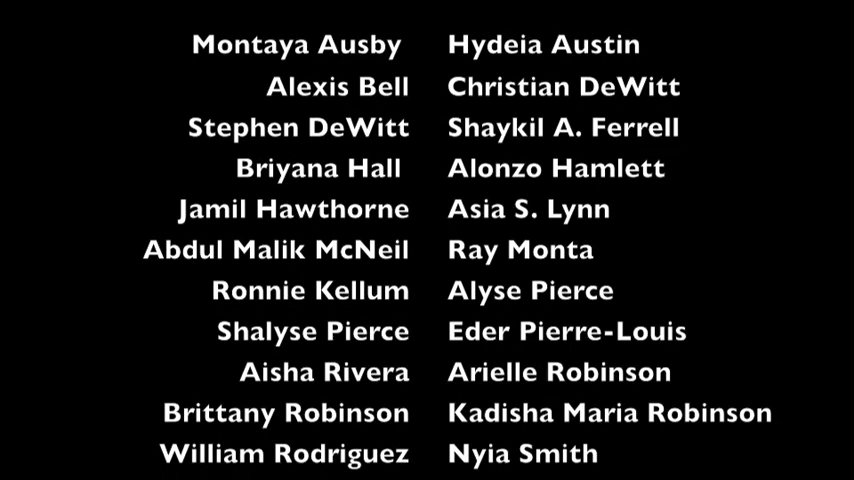 Montaya Ausby Hydeia Austin
Alexis Bell Christian DeWitt
Stephen DeWitt Shaykil A. Ferrell
Briyana Hall Alonzo Hamlett
Jamil Hawthorne Asia S. Lynn
Abdul Malik McNeil Ray Monta
Ronnie Kellum Alyse Pierce
Shalyse Pierce Eder Pierre-Louis
Aisha Rivera Arielle Robinson
Brittany Robinson Kadisha Maria Robinson
William Rodriguez Nyia Smith